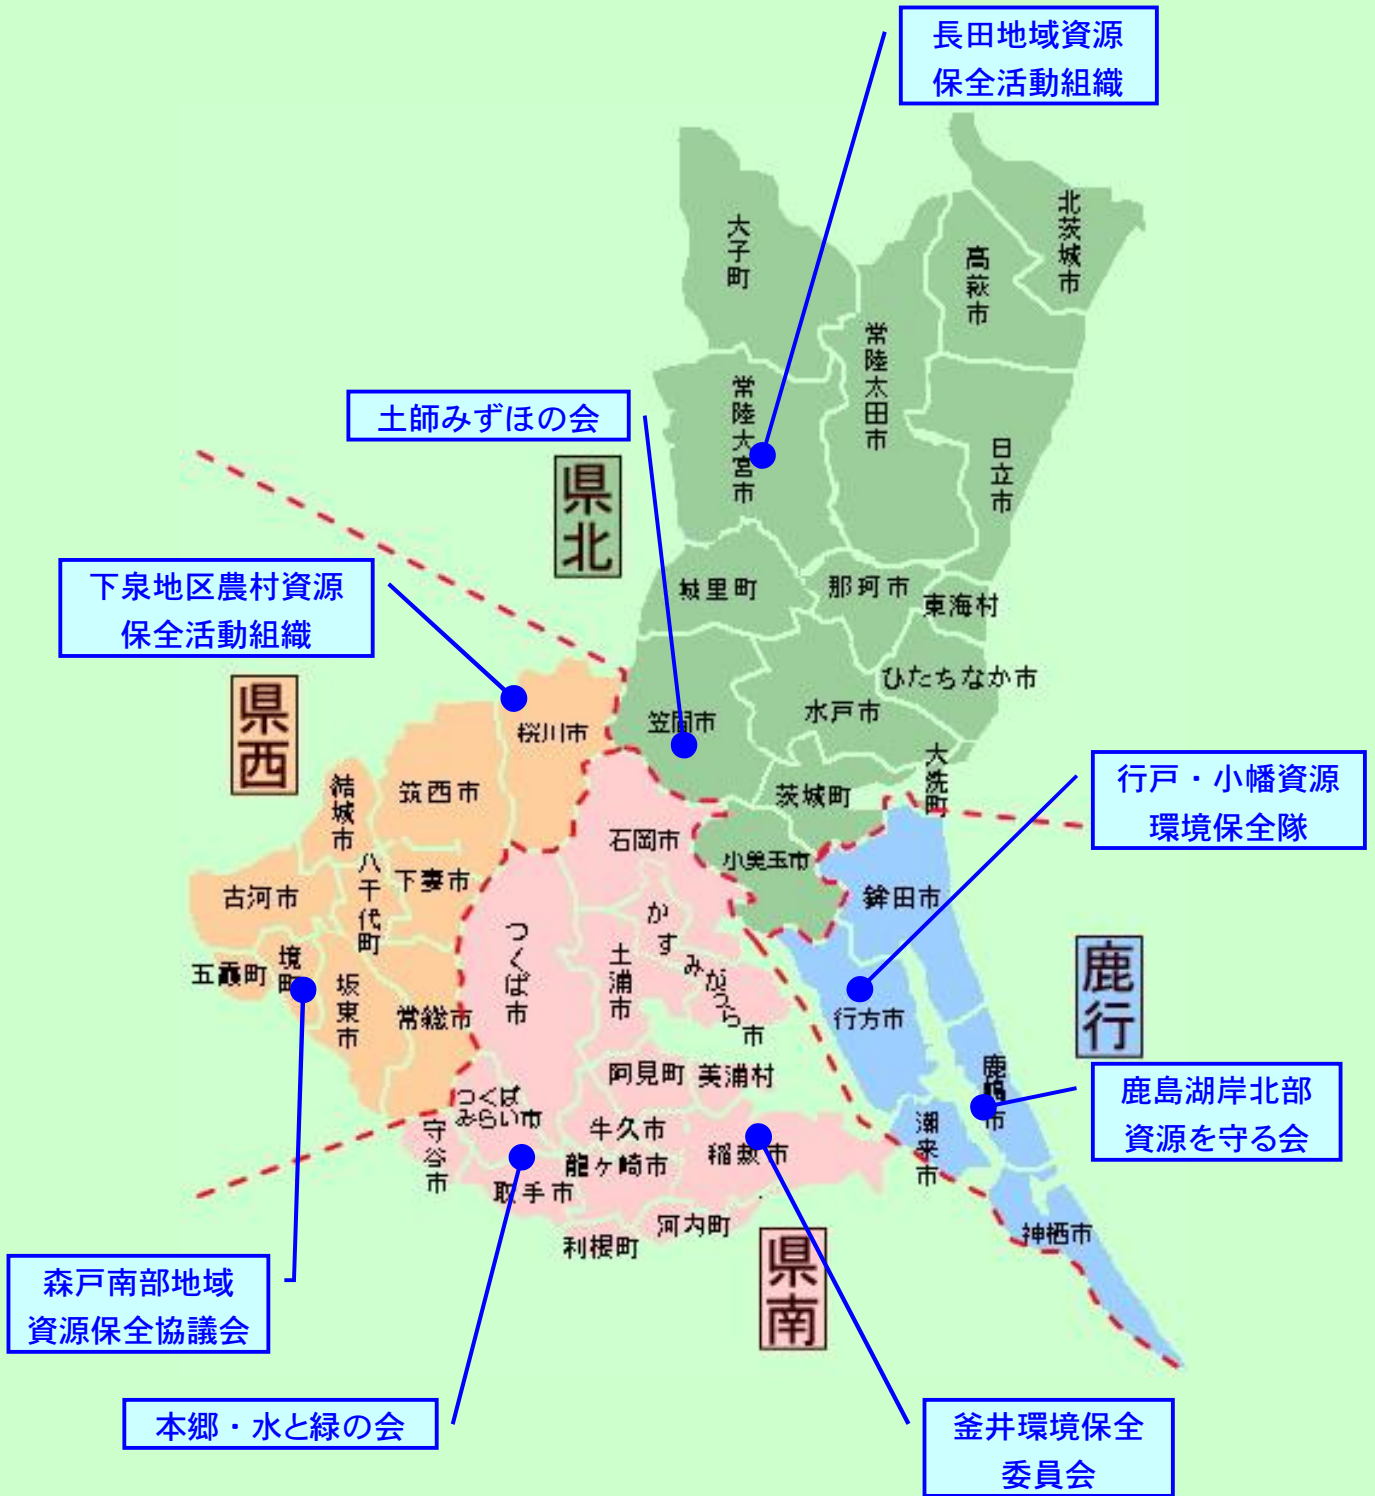 長田地域資源
保全活動組織
北茨城市
大子町
高萩市
常陸太田市
常陸大宮市
土師みずほの会
日立市
県北
下泉地区農村資源
保全活動組織
城里町
那珂市
東海村
ひたちなか市
県西
笠間市
水戸市
桜川市
大洗町
行戸・小幡資源
環境保全隊
結城市
筑西市
茨城町
石岡市
小美玉市
八千代町
下妻市
古河市
鉾田市
かすみがうら市
つくば市
土浦市
鹿行
五霞町
境町
坂東市
常総市
行方市
阿見町
美浦村
鹿嶋市
鹿島湖岸北部
資源を守る会
つくばみらい市
守谷市
牛久市
龍ヶ崎市
稲敷市
潮来市
取手市
河内町
利根町
神栖市
県南
森戸南部地域
資源保全協議会
本郷・水と緑の会
釜井環境保全
委員会